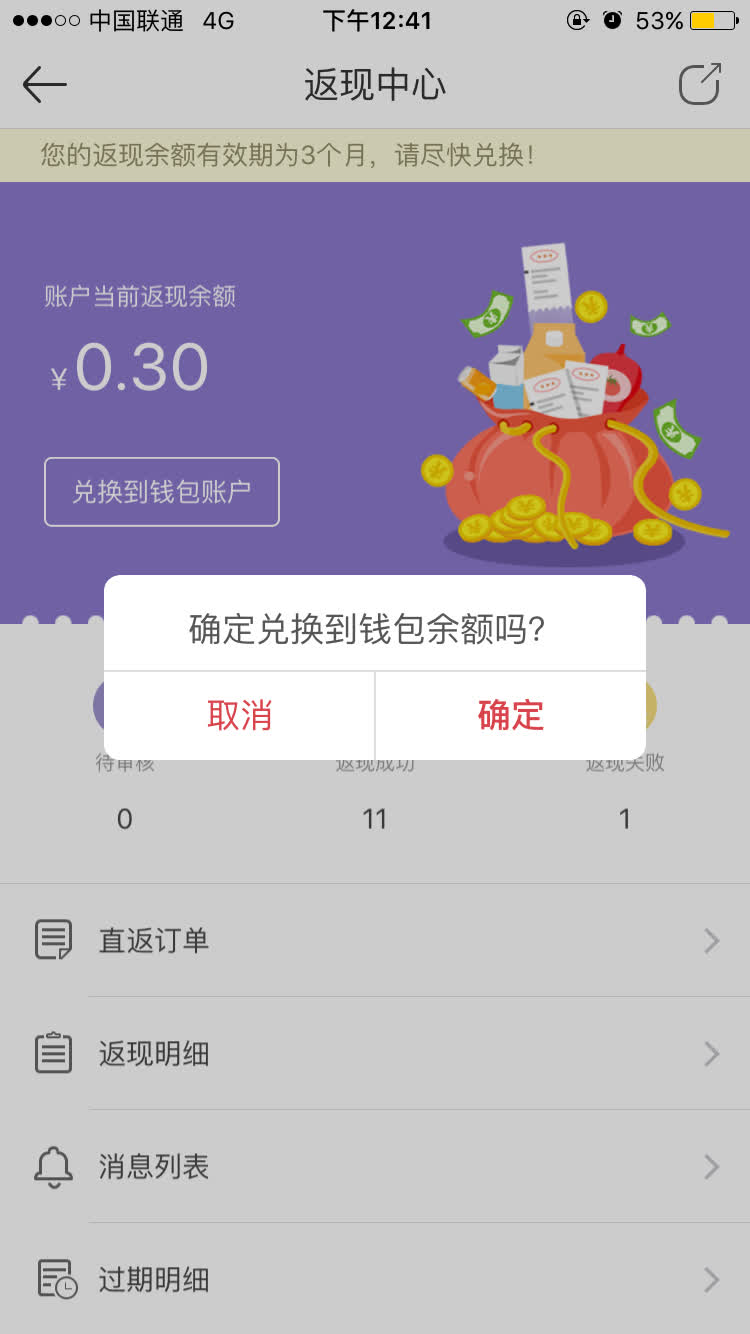 中国联通 4G 下午12:41 53%
返现中心
您的返现余额有效期为3个月，请尽快兑换！
账户当前返现余额
¥0.30
兑换到钱包账户
确定兑换到钱包余额吗?
取消 确定
待审核 返现成功 返现失败
0 11 1
直返订单
返现明细
消息列表
过期明细